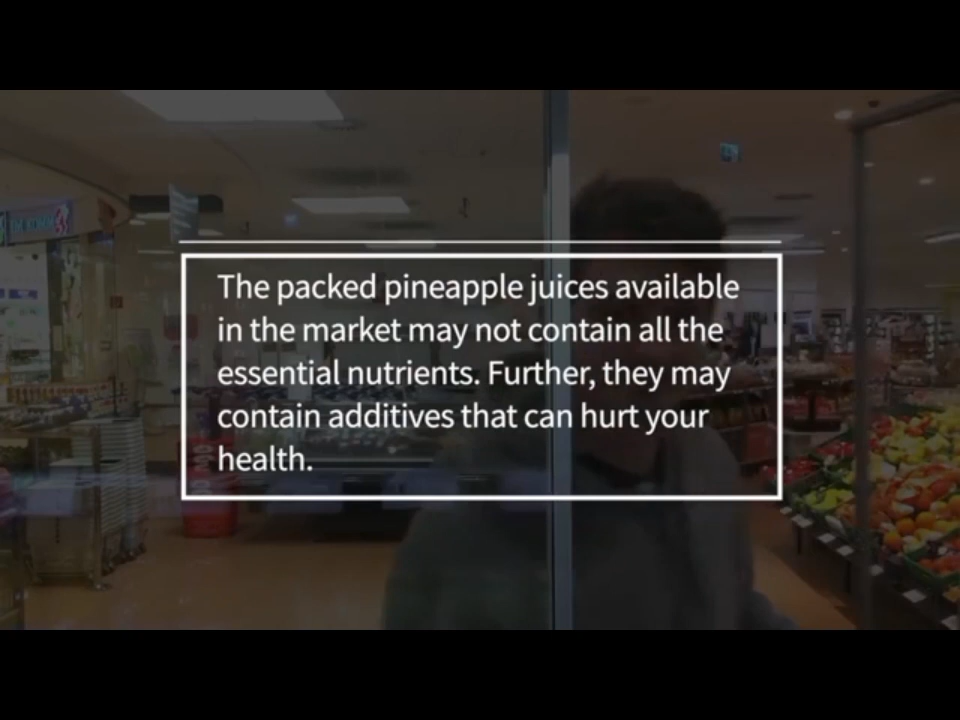 The packed pineapple juices available
in the market may not contain all the
essential nutrients. Further, they may
contain additives that can hurt your
health.